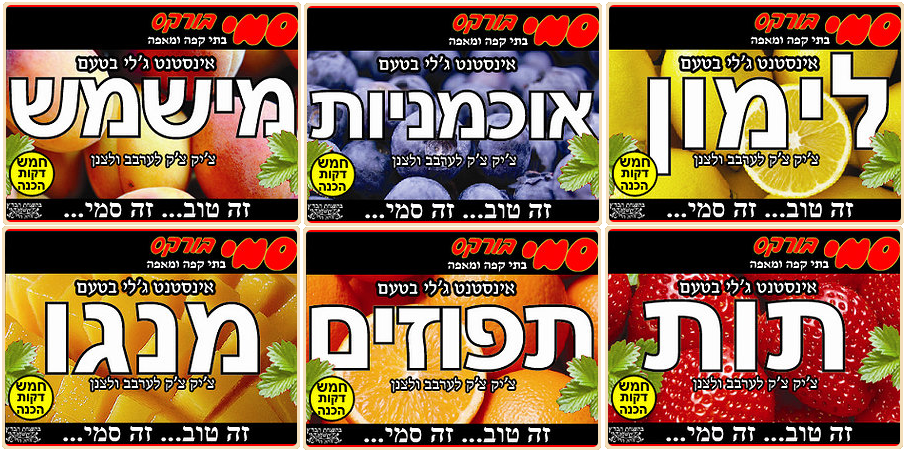 סמי בורקס
בתי קפה ומאפה
אינסטנט ג'לי בטעם
מישמש
צ'יק צ'ק לערבב ולצנן
חמש
דקות
הכנה
זה טוב... זה סמי...
סמי בורקס
בתי קפה ומאפה
אינסטנט ג'לי בטעם
אוכמניות
צ'יק צ'ק לערבב ולצנן
חמש
דקות
הכנה
זה טוב... זה סמי...
סמי בורקס
בתי קפה ומאפה
אינסטנט ג'לי בטעם
לימון
צ'יק צ'ק לערבב ולצנן
חמש
דקות
הכנה
זה טוב... זה סמי...
סמי בורקס
בתי קפה ומאפה
אינסטנט ג'לי בטעם
מנגו
צ'יק צ'ק לערבב ולצנן
חמש
דקות
הכנה
זה טוב... זה סמי...
סמי בורקס
בתי קפה ומאפה
אינסטנט ג'לי בטעם
תפוזים
צ'יק צ'ק לערבב ולצנן
חמש
דקות
הכנה
זה טוב... זה סמי...
סמי בורקס
בתי קפה ומאפה
אינסטנט ג'לי בטעם
תות
צ'יק צ'ק לערבב ולצנן
חמש
דקות
הכנה
זה טוב... זה סמי...